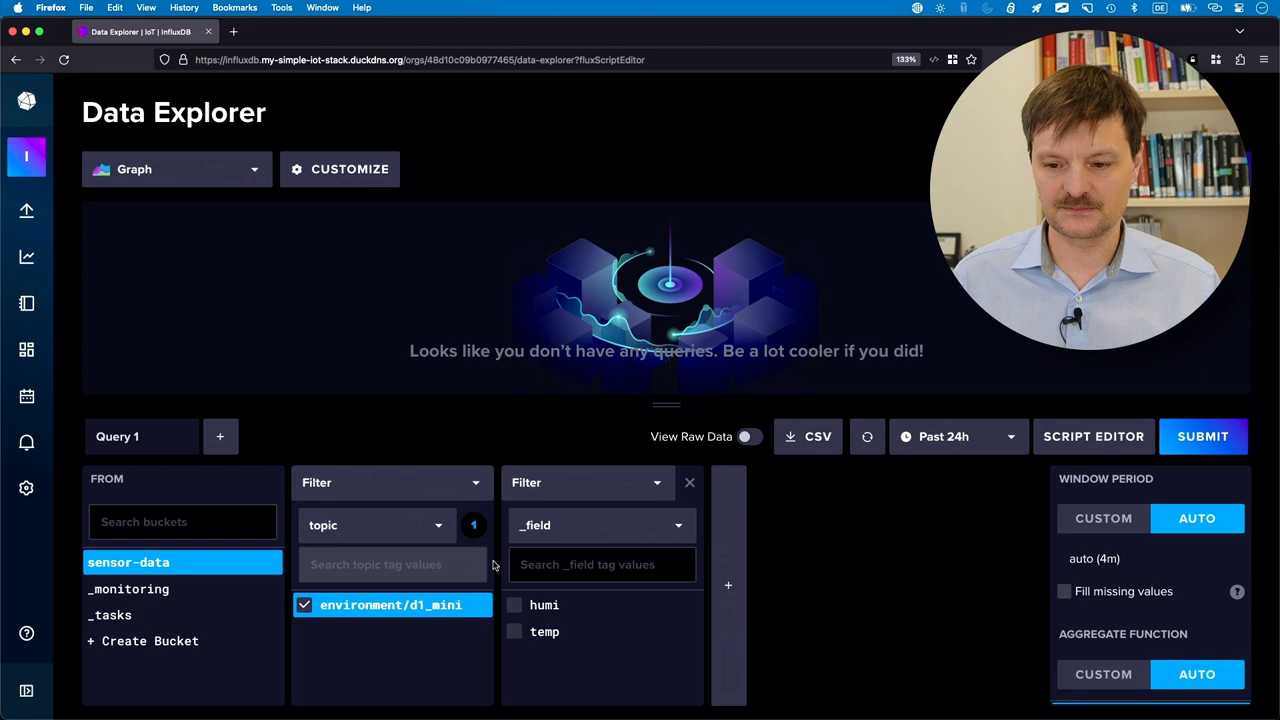 Firefox File Edit View History Bookmarks Tools Window Help
DE
Data Explorer | IoT | InfluxDB
https://influxdb.my-simple-iot-stack.duckdns.org/orgs/48d10c09b0977465/data-explorer?fluxScriptEditor
133%
Data Explorer
I
Graph
CUSTOMIZE
Looks like you don't have any queries. Be a lot cooler if you did!
Query 1
+
View Raw Data
CSV
Past 24h
SCRIPT EDITOR
SUBMIT
FROM
Search buckets
sensor-data
_monitoring
_tasks
+ Create Bucket
Filter
topic
1
Search topic tag values
environment/d1_mini
Filter
_field
Search _field tag values
humi
temp
+
WINDOW PERIOD
CUSTOM
AUTO
auto (4m)
Fill missing values
?
AGGREGATE FUNCTION
CUSTOM
AUTO